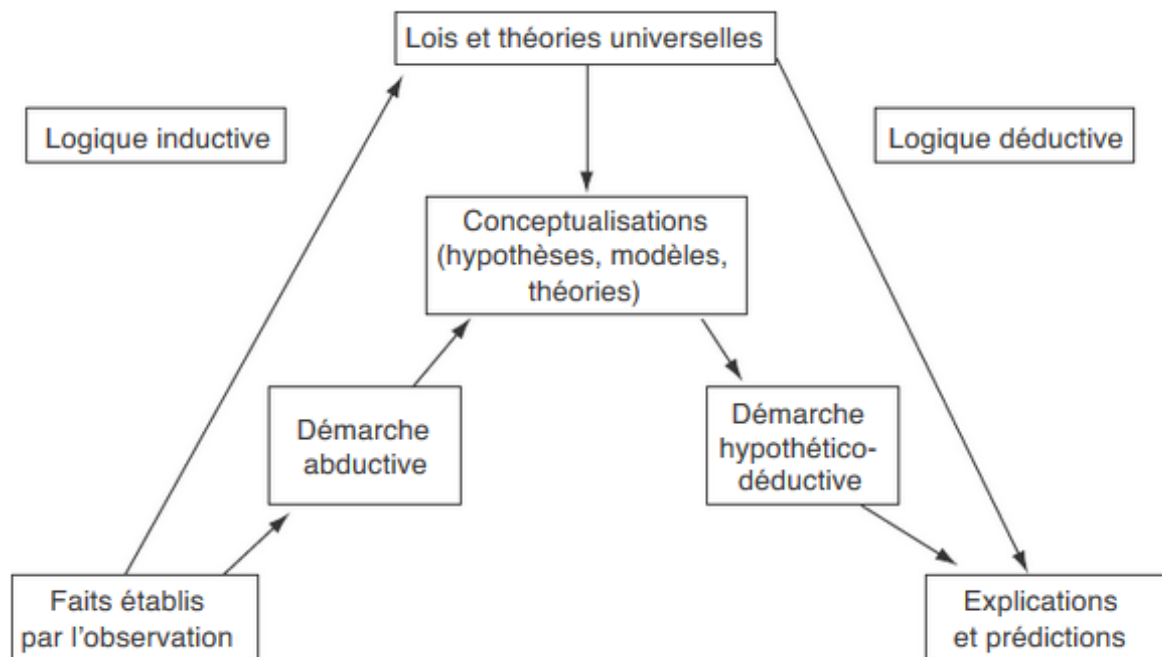 Lois et théories universelles
Logique inductive
Logique déductive
Conceptualisations
(hypothèses, modèles,
théories)
Démarche
abductive
Démarche
hypothético-
déductive
Faits établis
par l'observation
Explications
et prédictions